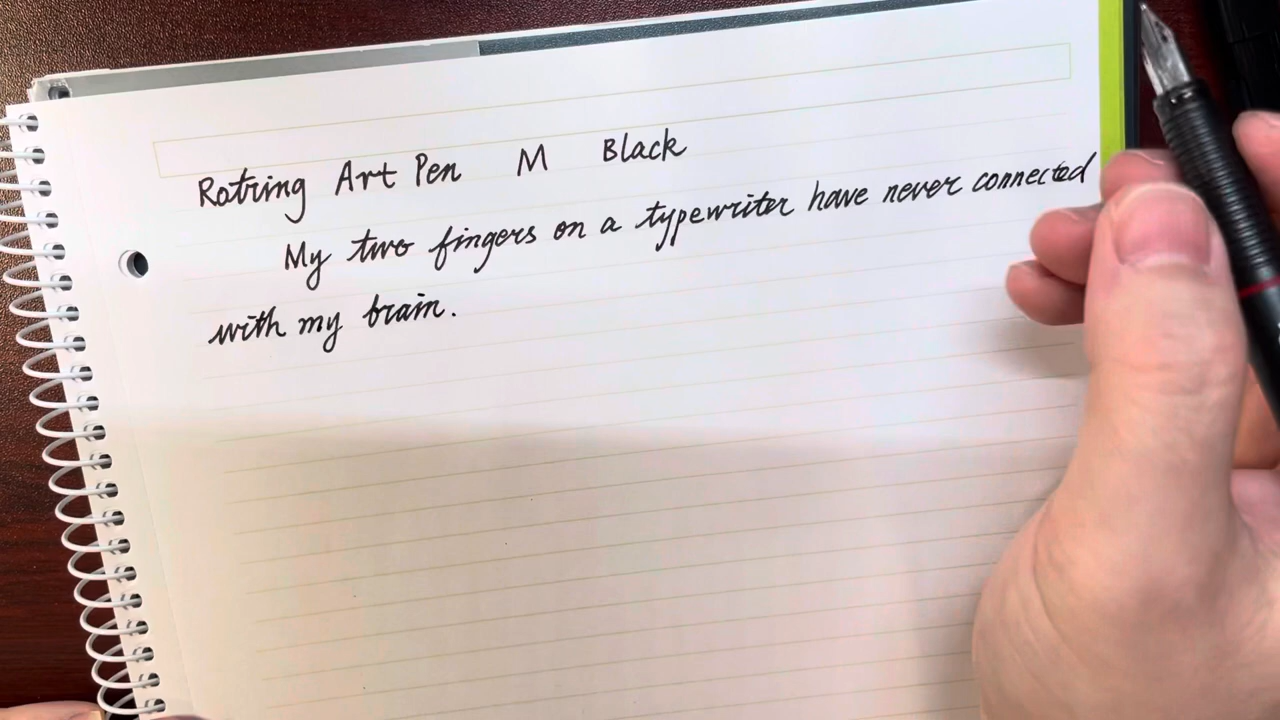 Rotring Art Pen M Black
My two fingers on a typewriter have never connected
with my brain.